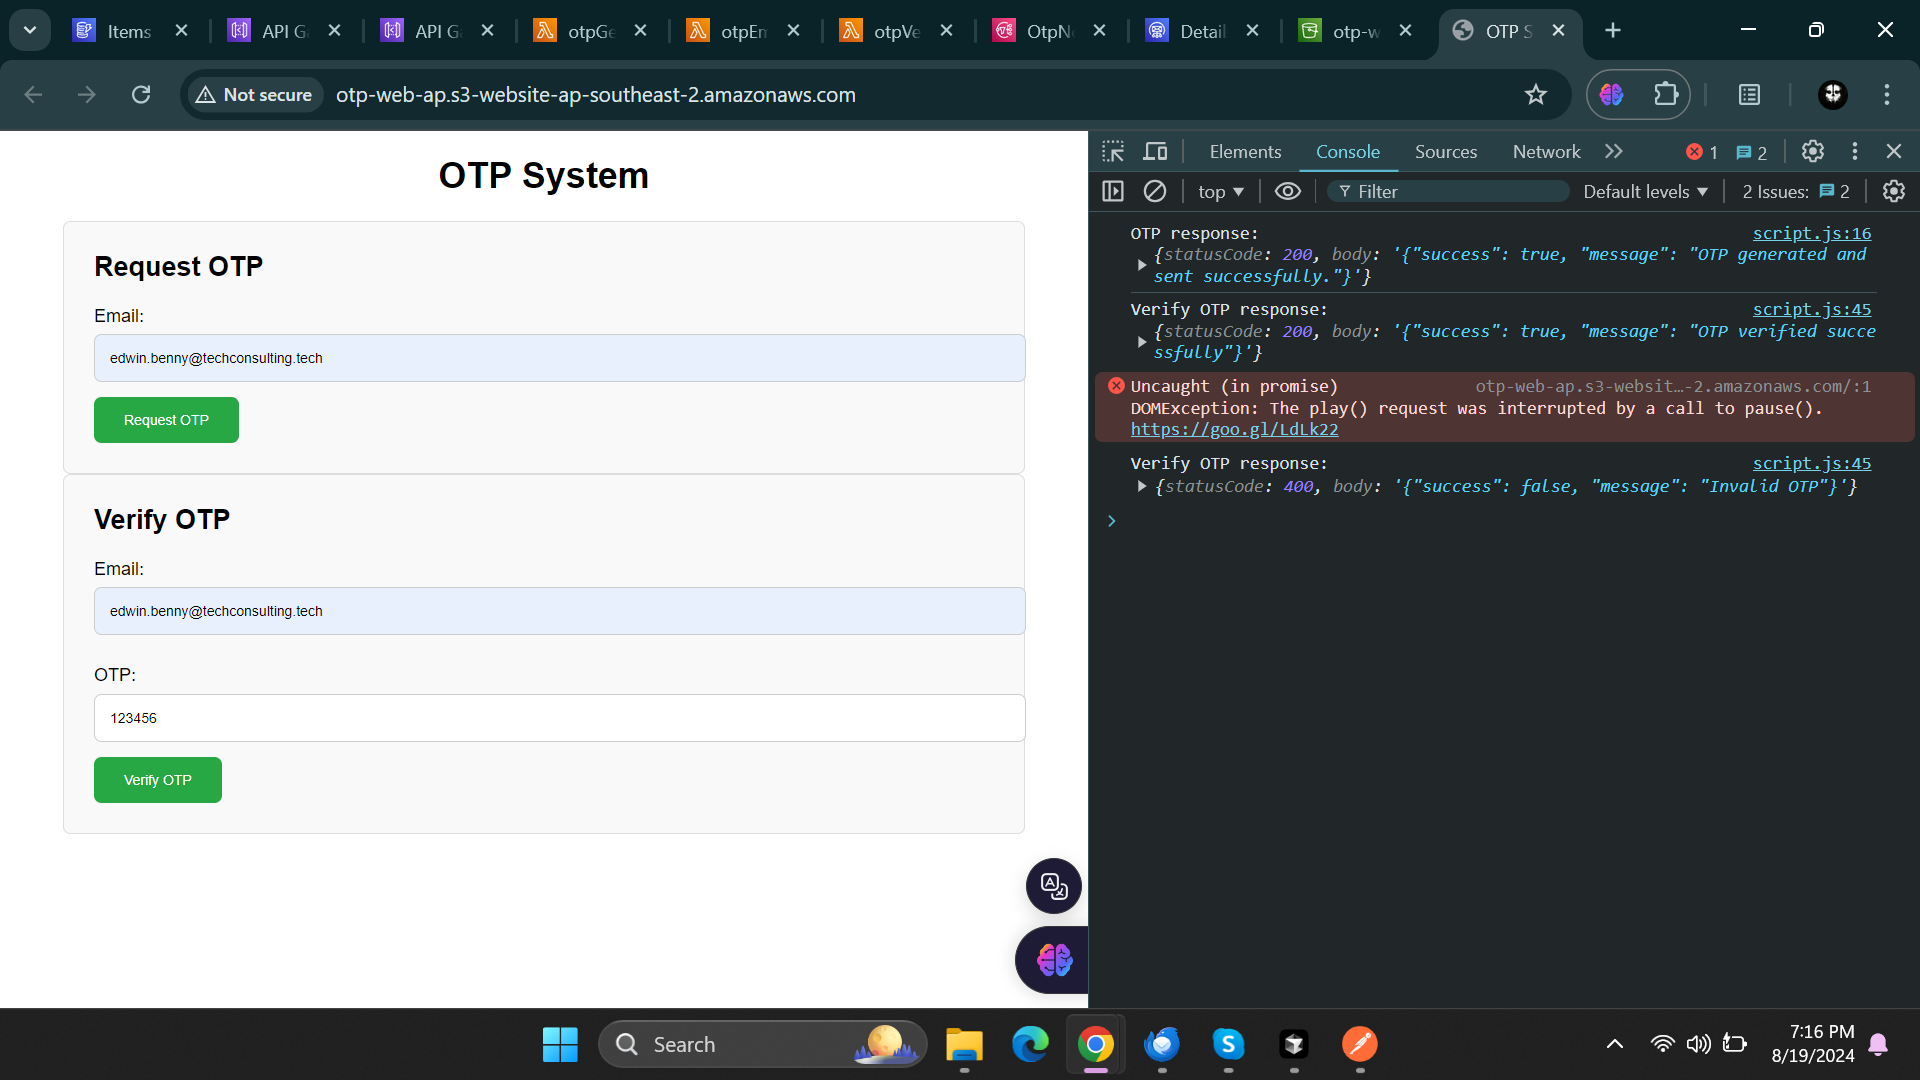 Items
API Ga
API Ga
otpGe
otpEm
otpVe
OtpNo
Detail
otp-w
OTP S
Not secure
otp-web-ap.s3-website-ap-southeast-2.amazonaws.com
OTP System
Request OTP
Email:
edwin.benny@techconsulting.tech
Request OTP
Verify OTP
Email:
edwin.benny@techconsulting.tech
OTP:
123456
Verify OTP
Elements Console Sources Network 1 2
top Filter Default levels 2 Issues: 2
OTP response: script.js:16
{statusCode: 200, body: '{"success": true, "message": "OTP generated and
sent successfully."}'}
Verify OTP response: script.js:45
{statusCode: 200, body: '{"success": true, "message": "OTP verified succe
ssfully"}'}
Uncaught (in promise) otp-web-ap.s3-websit…-2.amazonaws.com/:1
DOMException: The play() request was interrupted by a call to pause().
https://goo.gl/LdLk22
Verify OTP response: script.js:45
{statusCode: 400, body: '{"success": false, "message": "Invalid OTP"}'}
Search
7:16 PM
8/19/2024